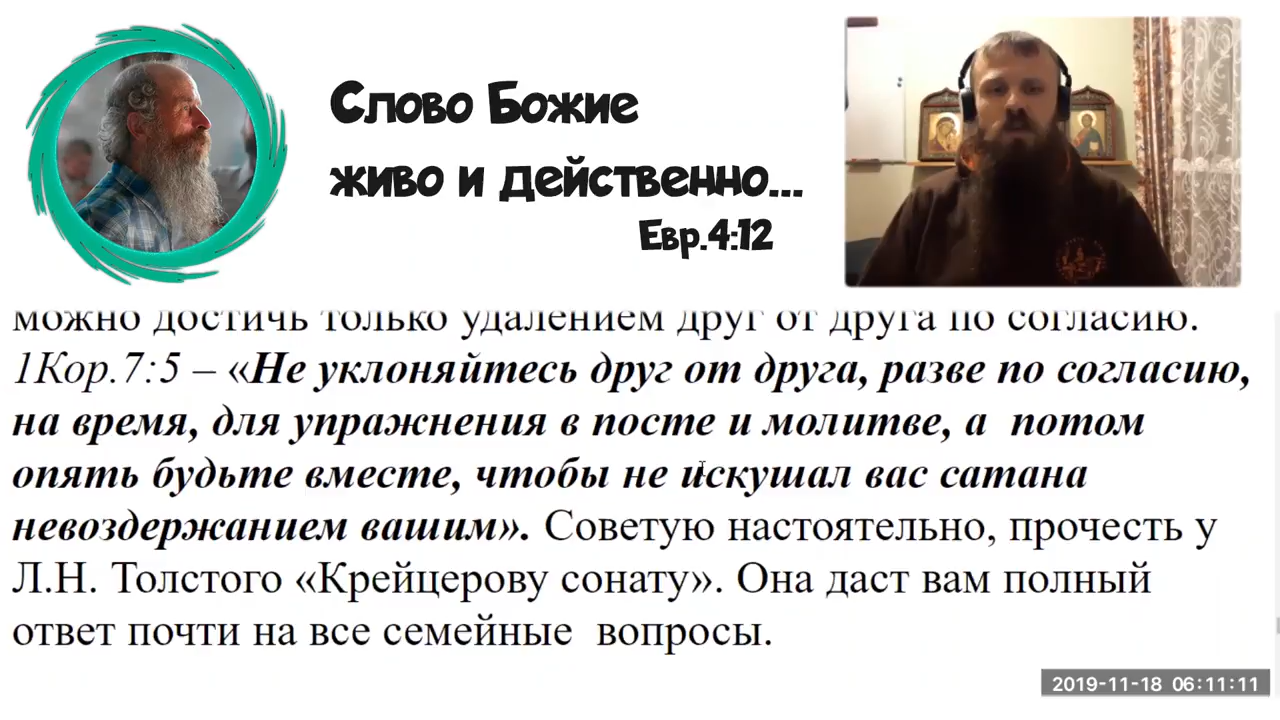 Слово Божие
живо и действенно...
Евр.4:12
можно достичь только удалением друг от друга по согласию.
1Кор.7:5 – «Не уклоняйтесь друг от друга, разве по согласию,
на время, для упражнения в посте и молитве, а потом
опять будьте вместе, чтобы не искушал вас сатана
невоздержанием вашим». Советую настоятельно, прочесть у
Л.Н. Толстого «Крейцерову сонату». Она даст вам полный
ответ почти на все семейные вопросы.
2019-11-18 06:11:11